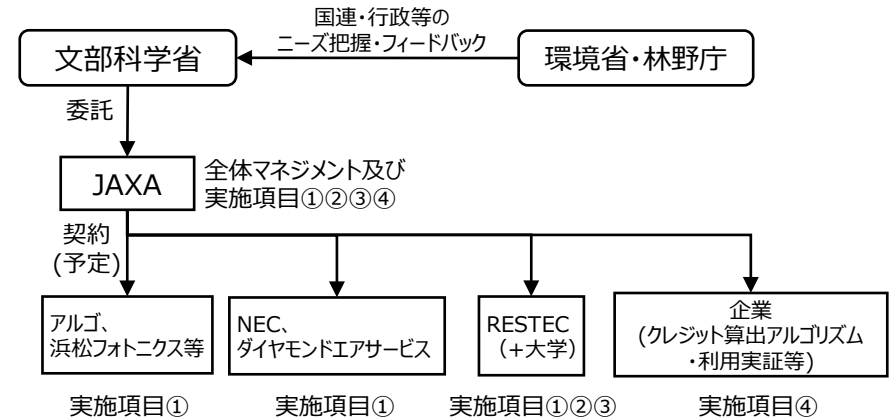 国連・行政等の
ニーズ把握・フィードバック
文部科学省
環境省・林野庁
委託
JAXA
全体マネジメント及び
実施項目①②③④
契約
(予定)
アルゴ、
浜松フォトニクス等
NEC、
ダイヤモンドエアサービス
RESTEC
(+大学)
企業
(クレジット算出アルゴリズム
・利用実証等)
実施項目①
実施項目①
実施項目①②③
実施項目④